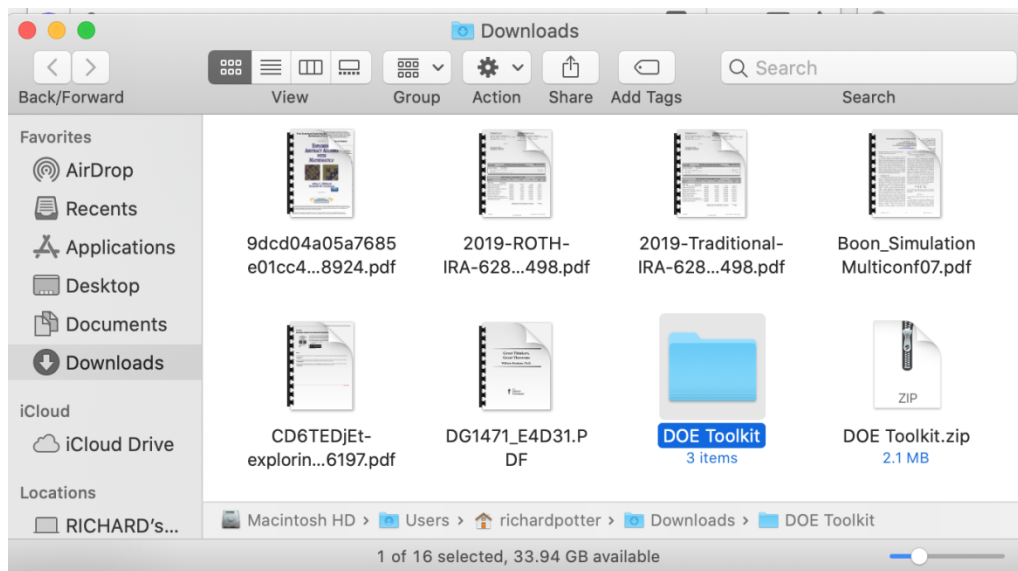 Downloads
Search
Back/Forward View Group Action Share Add Tags Search
Favorites
AirDrop
Recents
Applications
Desktop
Documents
Downloads
iCloud
iCloud Drive
Locations
RICHARD's...
9dcd04a05a7685
e01cc4...8924.pdf
2019-ROTH-
IRA-628...498.pdf
2019-Traditional-
IRA-628...498.pdf
Boon_Simulation
Multiconf07.pdf
CD6TEDjEt-
explorin...6197.pdf
DG1471_E4D31.P
DF
DOE Toolkit
3 items
ZIP
DOE Toolkit.zip
2.1 MB
Macintosh HD > Users > richardpotter > Downloads > DOE Toolkit
1 of 16 selected, 33.94 GB available